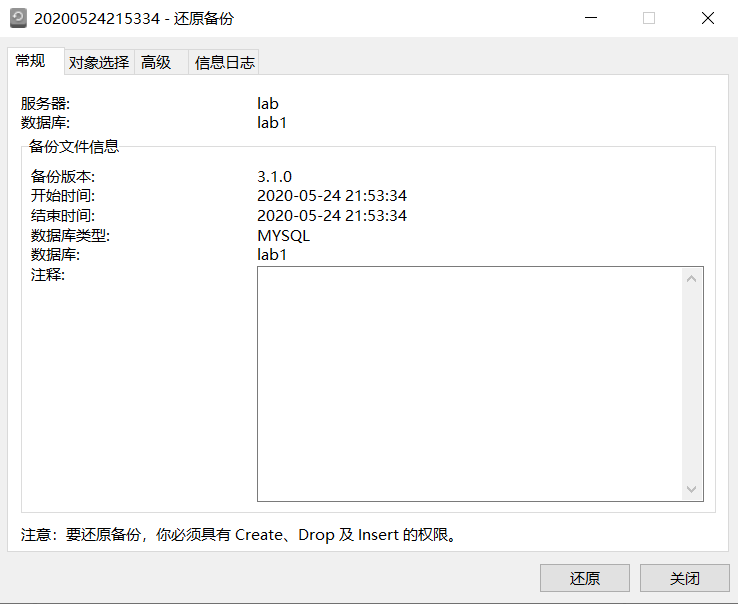 20200524215334 - 还原备份
常规 对象选择 高级 信息日志
服务器: lab
数据库: lab1
备份文件信息
备份版本: 3.1.0
开始时间: 2020-05-24 21:53:34
结束时间: 2020-05-24 21:53:34
数据库类型: MYSQL
数据库: lab1
注释:
注意：要还原备份，你必须具有 Create、Drop 及 Insert 的权限。
还原 关闭